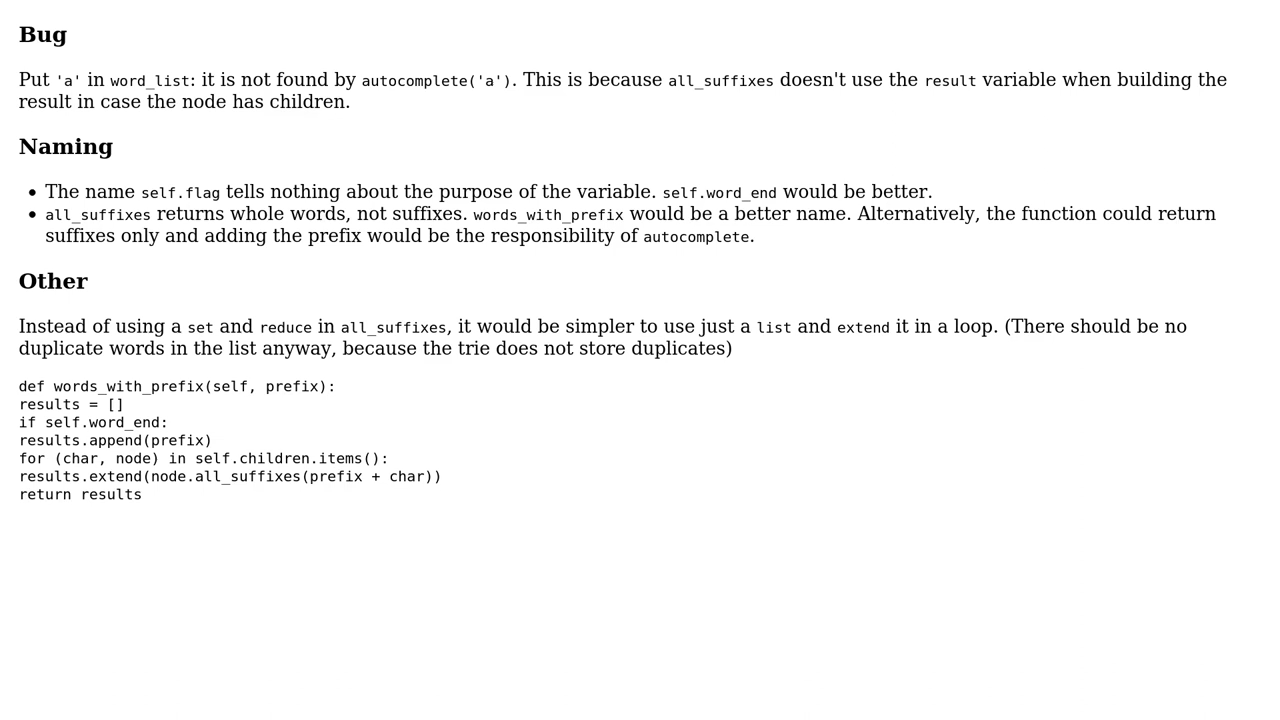 Bug
Put 'a' in word_list: it is not found by autocomplete('a'). This is because all_suffixes doesn't use the result variable when building the
result in case the node has children.
Naming
• The name self.flag tells nothing about the purpose of the variable. self.word_end would be better.
• all_suffixes returns whole words, not suffixes. words_with_prefix would be a better name. Alternatively, the function could return
suffixes only and adding the prefix would be the responsibility of autocomplete.
Other
Instead of using a set and reduce in all_suffixes, it would be simpler to use just a list and extend it in a loop. (There should be no
duplicate words in the list anyway, because the trie does not store duplicates)
def words_with_prefix(self, prefix):
results = []
if self.word_end:
results.append(prefix)
for (char, node) in self.children.items():
results.extend(node.all_suffixes(prefix + char))
return results